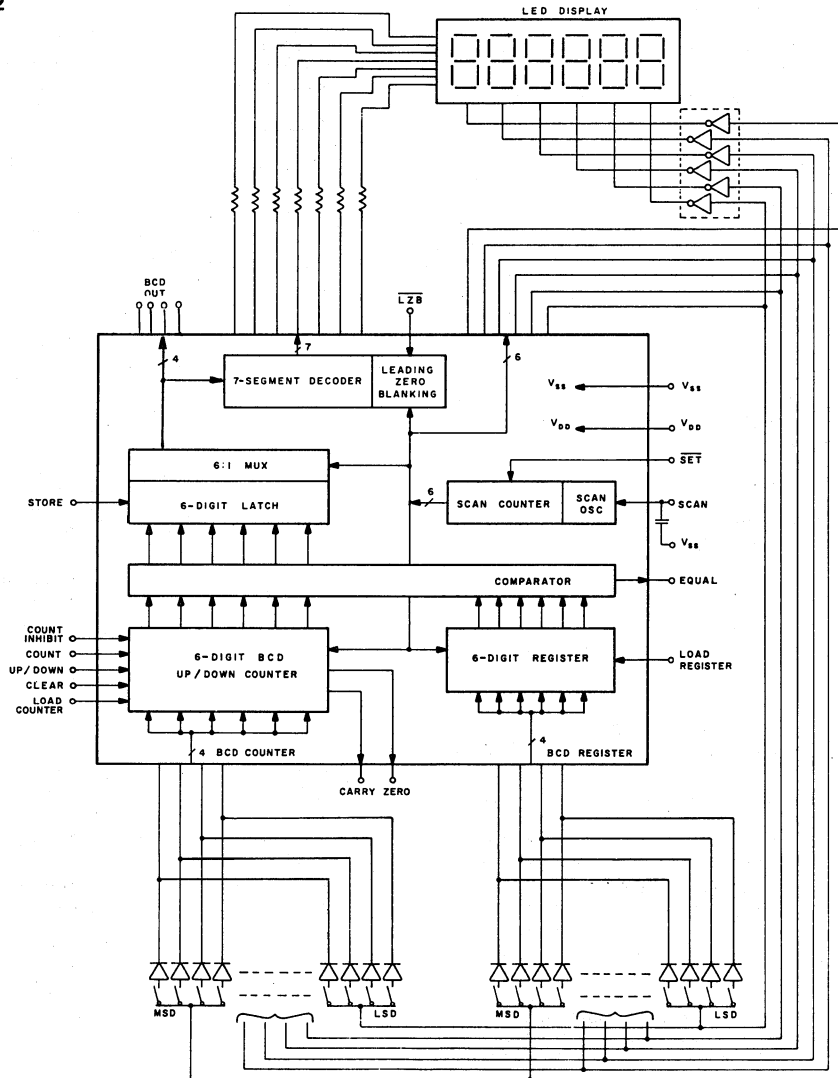 2
LED DISPLAY
BCD
OUT
LZB
4
7
6
7-SEGMENT DECODER
LEADING
ZERO
BLANKING
VSS
VSS
VDD
VDD
SET
6:1 MUX
6-DIGIT LATCH
STORE
6
SCAN COUNTER
SCAN
OSC
SCAN
VSS
COMPARATOR
EQUAL
COUNT
INHIBIT
COUNT
UP/DOWN
CLEAR
LOAD
COUNTER
6-DIGIT BCD
UP/DOWN COUNTER
6-DIGIT REGISTER
LOAD
REGISTER
4
BCD COUNTER
4
BCD REGISTER
CARRY
ZERO
MSD
LSD
MSD
LSD